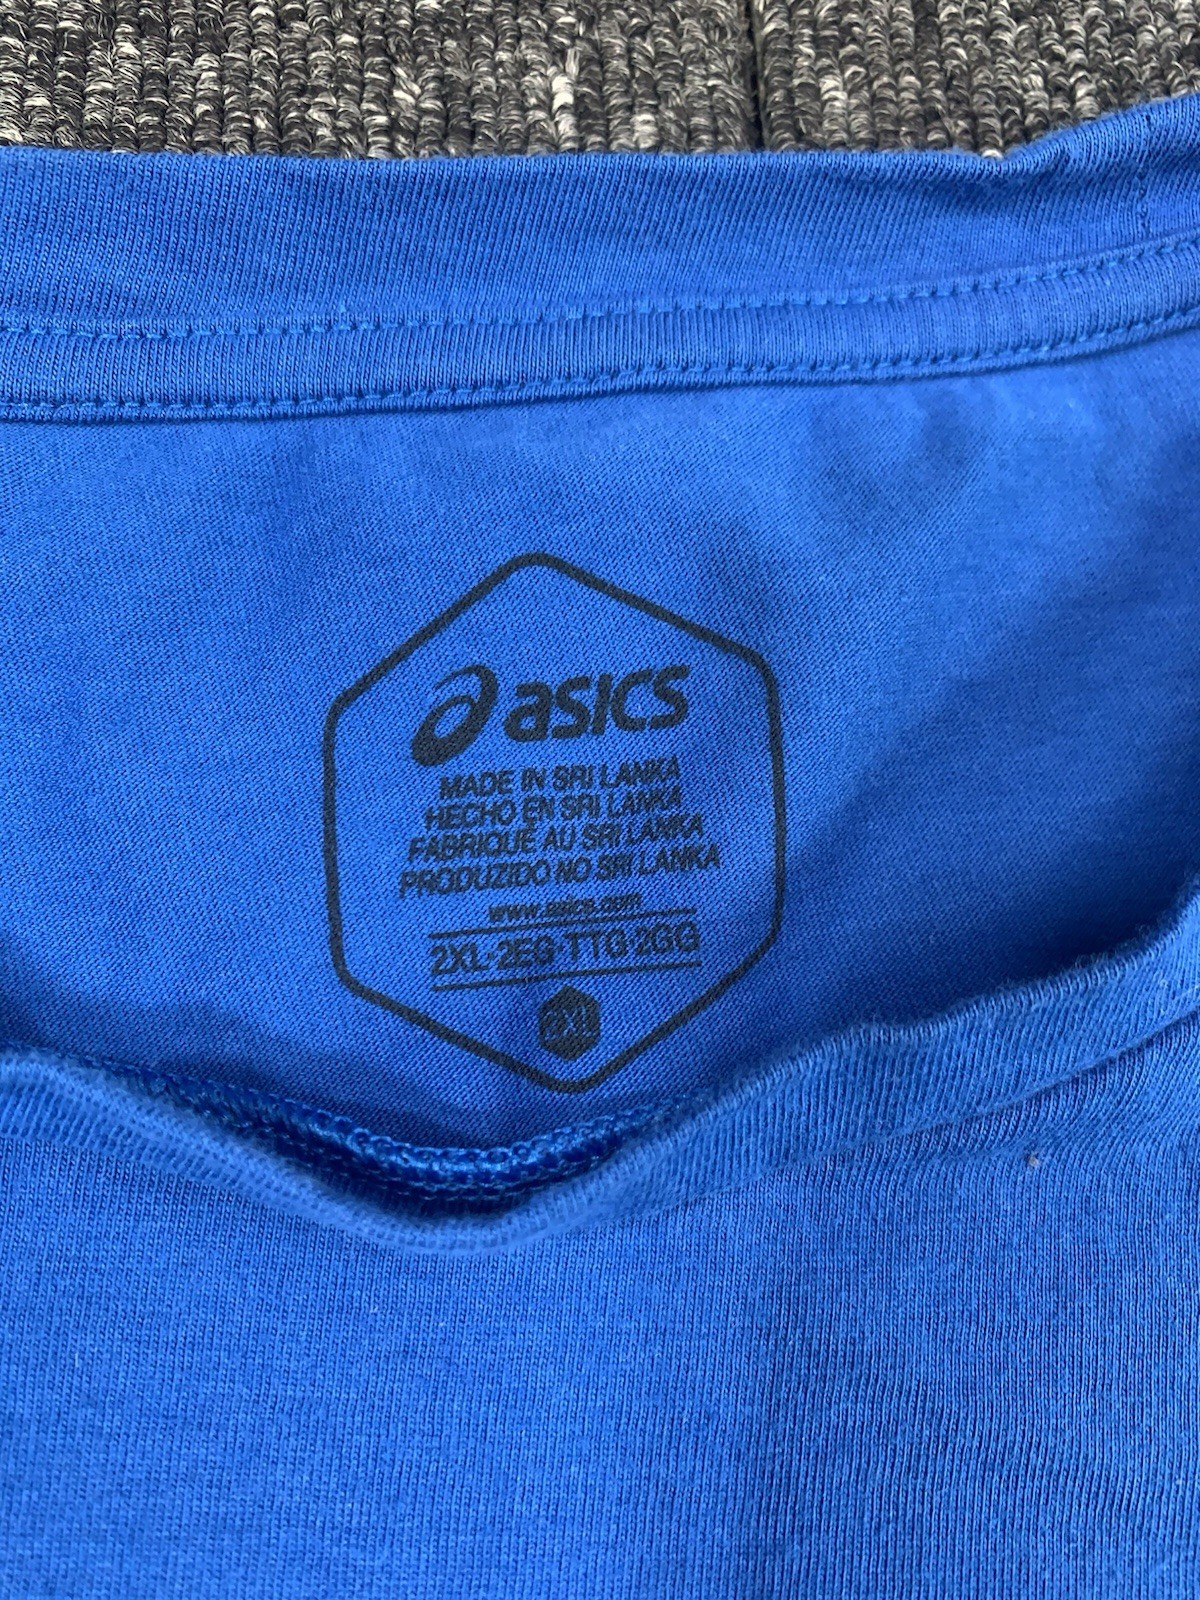 asics
MADE IN SRI LANKA
HECHO EN SRI LANKA
FABRIQUÉ AU SRI LANKA
PRODUZIDO NO SRI LANKA
www.asics.com
2XL·2EG·TTG·2GG
2XL